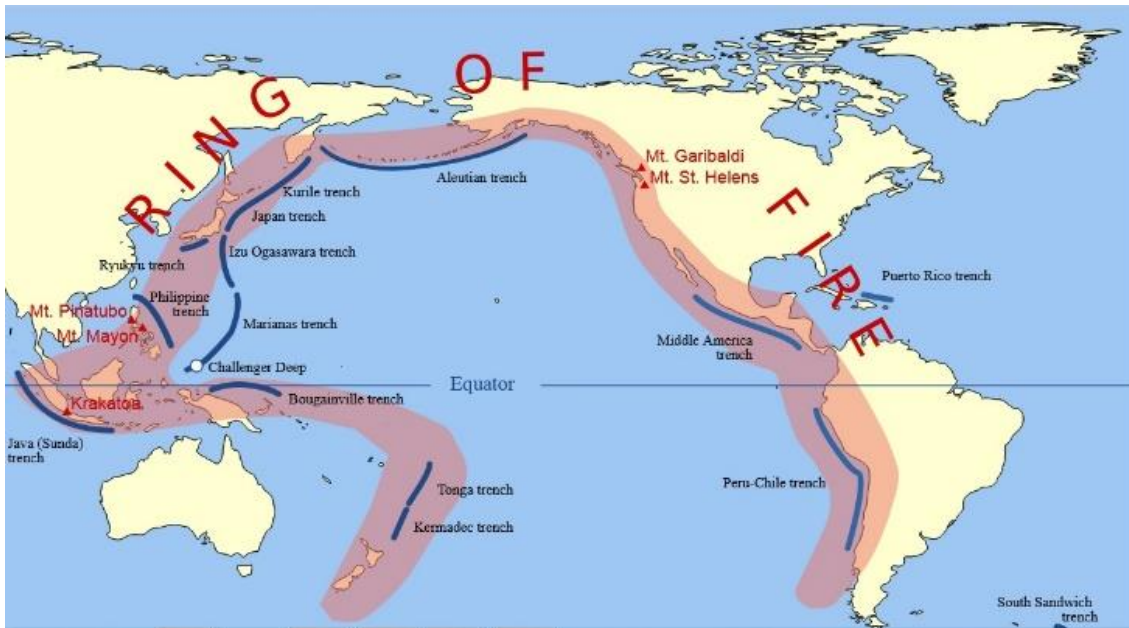 RING OF FIRE
Mt. Garibaldi
Mt. St. Helens
Aleutian trench
Kurile trench
Japan trench
Izu Ogasawara trench
Ryukyu trench
Puerto Rico trench
Philippine
trench
Mt. Pinatubo
Mt. Mayon
Marianas trench
Middle America
trench
Challenger Deep
Equator
Bougainville trench
Krakatoa
Java (Sunda)
trench
Peru-Chile trench
Tonga trench
Kermadec trench
South Sandwich
trench